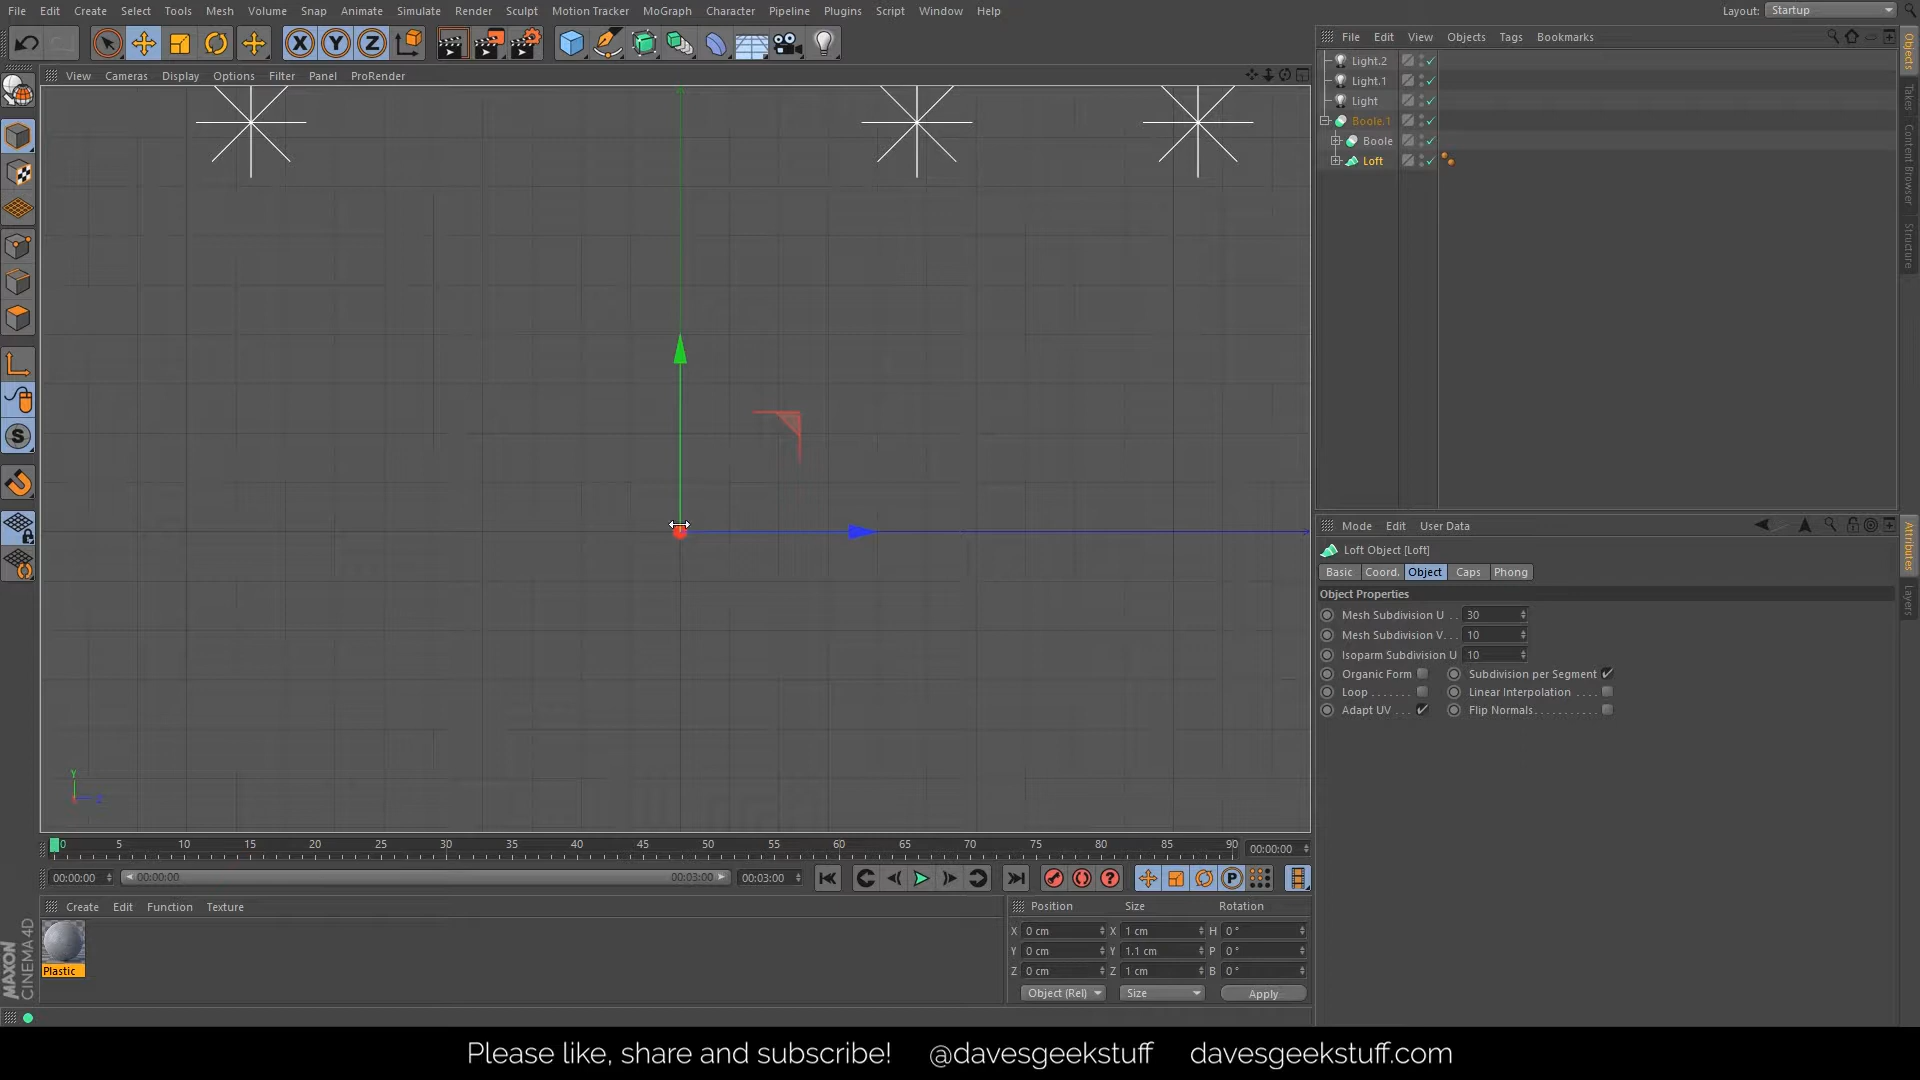 File Edit Create Select Tools Mesh Volume Snap Animate Simulate Render Sculpt Motion Tracker MoGraph Character Pipeline Plugins Script Window Help
Layout: Startup
X Y Z
View Cameras Display Options Filter Panel ProRender
File Edit View Objects Tags Bookmarks
Light.2
Light.1
Light
Boole.1
Boole
Loft
Objects
Takes
Content Browser
Structure
Mode Edit User Data
Loft Object [Loft]
Basic Coord. Object Caps Phong
Object Properties
Mesh Subdivision U . . 30
Mesh Subdivision V. . . 10
Isoparm Subdivision U 10
Organic Form Subdivision per Segment
Loop . . . . . . . Linear Interpolation . . . .
Adapt UV . . . Flip Normals. . . . . . . . . . .
Attributes
Layers
S
Y
Z
0 5 10 15 20 25 30 35 40 45 50 55 60 65 70 75 80 85 90 00:00:00
00:00:00 00:00:00 00:03:00 00:03:00
P
Create Edit Function Texture
Plastic
Position Size Rotation
X 0 cm X 1 cm H 0 °
Y 0 cm Y 1.1 cm P 0 °
Z 0 cm Z 1 cm B 0 °
Object (Rel) Size Apply
MAXON
CINEMA 4D
Please like, share and subscribe! @davesgeekstuff davesgeekstuff.com